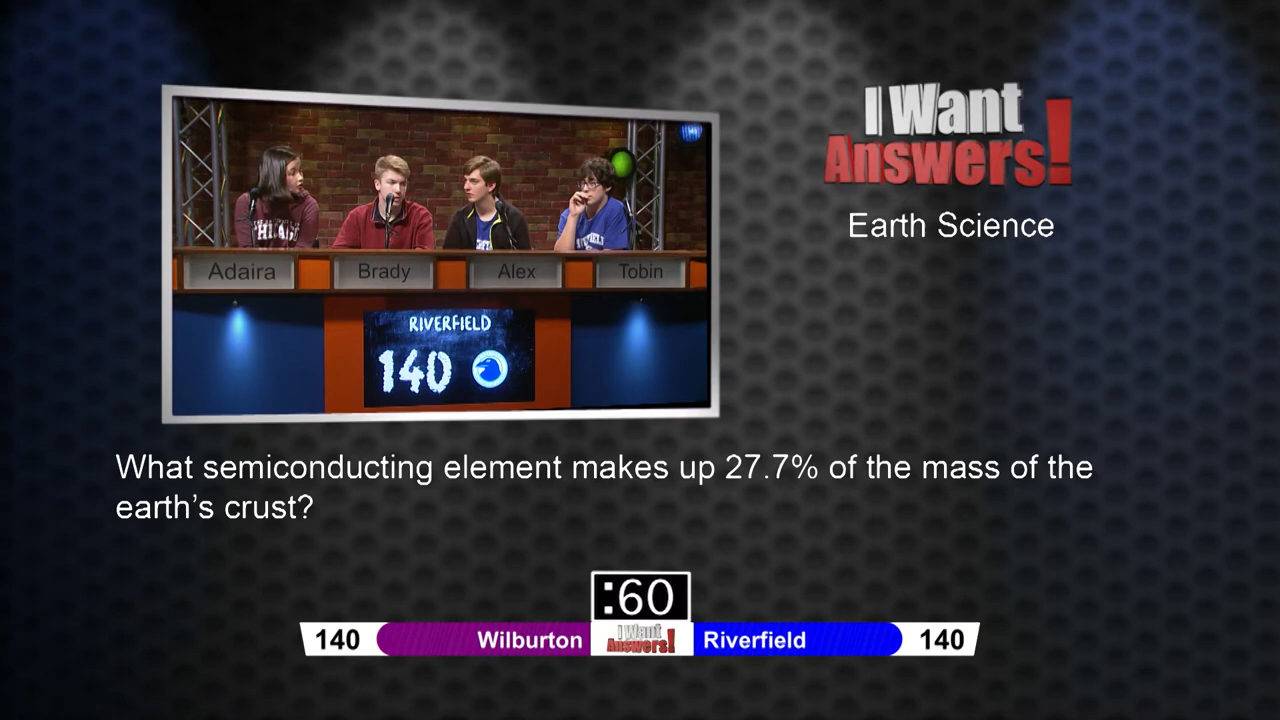 I Want
Answers!
Earth Science
Adaira
Brady
Alex
Tobin
RIVERFIELD
140
What semiconducting element makes up 27.7% of the mass of the
earth’s crust?
:60
140 Wilburton I Want Answers! Riverfield 140